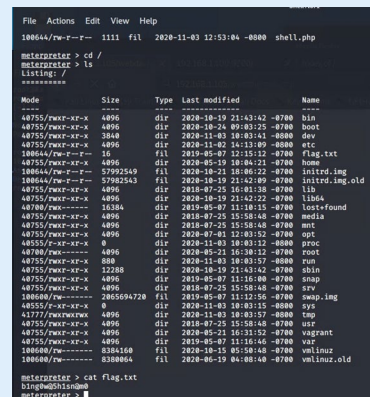 File Actions Edit View Help
100644/rw-r--r-- 1111 fil 2020-11-03 12:53:04 -0800 shell.php
meterpreter > cd /
meterpreter > ls
Listing: /
==========
Mode Size Type Last modified Name
---- ---- ---- ------------- ----
40755/rwxr-xr-x 4096 dir 2020-10-19 21:43:42 -0700 bin
40755/rwxr-xr-x 4096 dir 2020-10-24 09:03:25 -0700 boot
40755/rwxr-xr-x 3840 dir 2020-11-03 10:03:41 -0800 dev
40755/rwxr-xr-x 4096 dir 2020-11-02 14:13:09 -0800 etc
100644/rw-r--r-- 16 fil 2019-05-07 12:15:12 -0700 flag.txt
40755/rwxr-xr-x 4096 dir 2020-05-19 10:04:21 -0700 home
100644/rw-r--r-- 57992549 fil 2020-10-21 18:06:22 -0700 initrd.img
100644/rw-r--r-- 57982543 fil 2020-10-19 21:42:09 -0700 initrd.img.old
40755/rwxr-xr-x 4096 dir 2018-07-25 16:01:38 -0700 lib
40755/rwxr-xr-x 4096 dir 2020-10-19 21:42:22 -0700 lib64
40700/rwx------ 16384 dir 2019-05-07 11:10:15 -0700 lost+found
40755/rwxr-xr-x 4096 dir 2018-07-25 15:58:48 -0700 media
40755/rwxr-xr-x 4096 dir 2018-07-25 15:58:48 -0700 mnt
40755/rwxr-xr-x 4096 dir 2020-07-01 12:03:52 -0700 opt
40555/r-xr-xr-x 0 dir 2020-11-03 10:03:12 -0800 proc
40700/rwx------ 4096 dir 2020-05-21 16:30:12 -0700 root
40755/rwxr-xr-x 880 dir 2020-11-03 10:03:57 -0800 run
40755/rwxr-xr-x 12288 dir 2020-10-19 21:43:42 -0700 sbin
40755/rwxr-xr-x 4096 dir 2019-05-07 11:16:00 -0700 snap
40755/rwxr-xr-x 4096 dir 2018-07-25 15:58:48 -0700 srv
100600/rw------- 2065694720 fil 2019-05-07 11:12:56 -0700 swap.img
40555/r-xr-xr-x 0 dir 2020-11-03 10:03:15 -0800 sys
41777/rwxrwxrwx 4096 dir 2020-11-03 10:03:57 -0800 tmp
40755/rwxr-xr-x 4096 dir 2018-07-25 15:58:48 -0700 usr
40755/rwxr-xr-x 4096 dir 2020-05-21 16:31:52 -0700 vagrant
40755/rwxr-xr-x 4096 dir 2019-05-07 11:16:46 -0700 var
100600/rw------- 8384160 fil 2020-10-15 05:50:48 -0700 vmlinuz
100600/rw------- 8380064 fil 2020-06-19 04:08:40 -0700 vmlinuz.old
meterpreter > cat flag.txt
b1ng0w@5h1sn@m0
meterpreter >